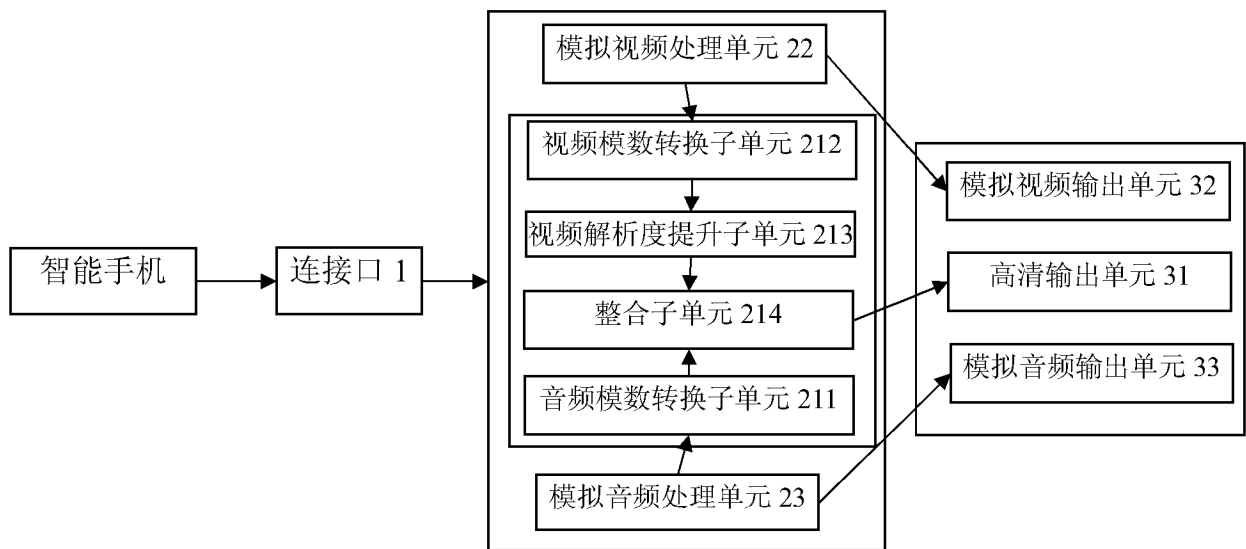 模拟视频处理单元 22
视频模数转换子单元 212
视频解析度提升子单元 213
整合子单元 214
音频模数转换子单元 211
模拟音频处理单元 23
智能手机
连接口 1
模拟视频输出单元 32
高清输出单元 31
模拟音频输出单元 33